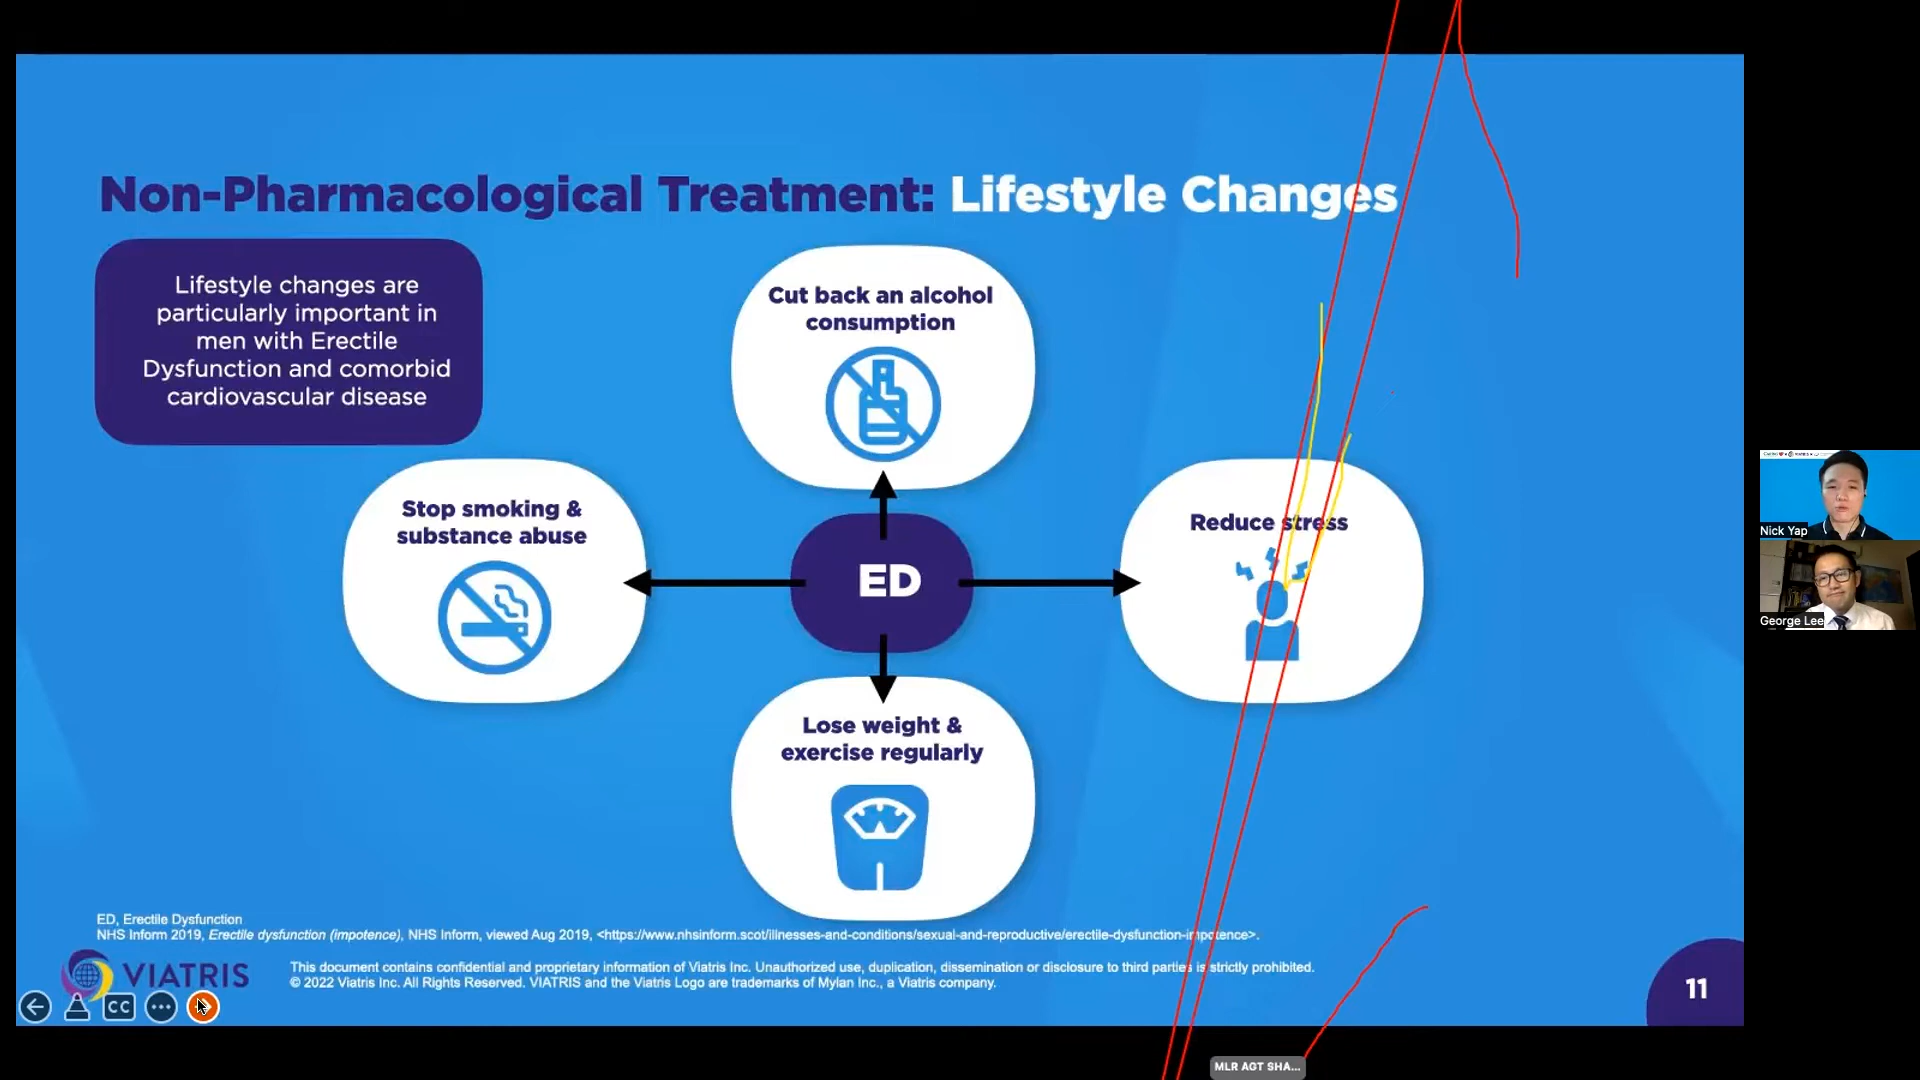 Non-Pharmacological Treatment: Lifestyle Changes
Lifestyle changes are
particularly important in
men with Erectile
Dysfunction and comorbid
cardiovascular disease
Cut back an alcohol
consumption
Stop smoking &
substance abuse
ED
Reduce stress
Lose weight &
exercise regularly
ED, Erectile Dysfunction
NHS Inform 2019, Erectile dysfunction (impotence), NHS Inform, viewed Aug 2019, <https://www.nhsinform.scot/illnesses-and-conditions/sexual-and-reproductive/erectile-dysfunction-impotence>.
VIATRIS
This document contains confidential and proprietary information of Viatris Inc. Unauthorized use, duplication, dissemination or disclosure to third parties is strictly prohibited.
© 2022 Viatris Inc. All Rights Reserved. VIATRIS and the Viatris Logo are trademarks of Mylan Inc., a Viatris company.
11
CC
MLR AGT SHA...
Nick Yap
George Lee